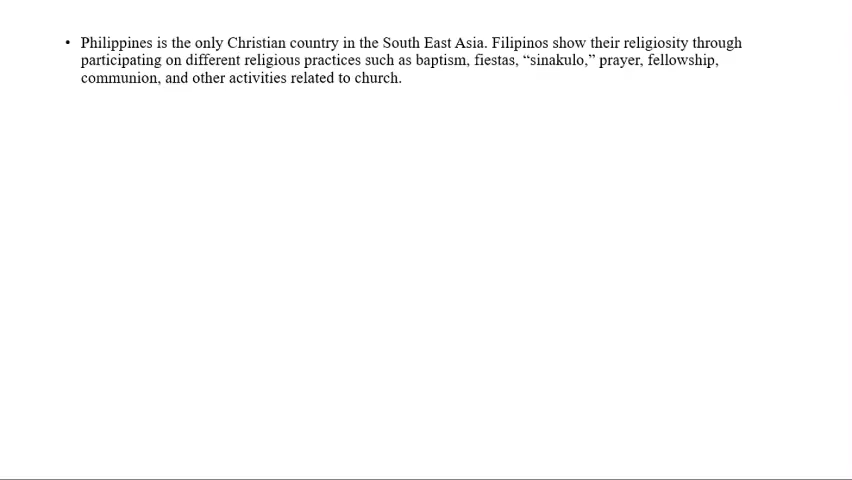 • Philippines is the only Christian country in the South East Asia. Filipinos show their religiosity through
participating on different religious practices such as baptism, fiestas, “sinakulo,” prayer, fellowship,
communion, and other activities related to church.